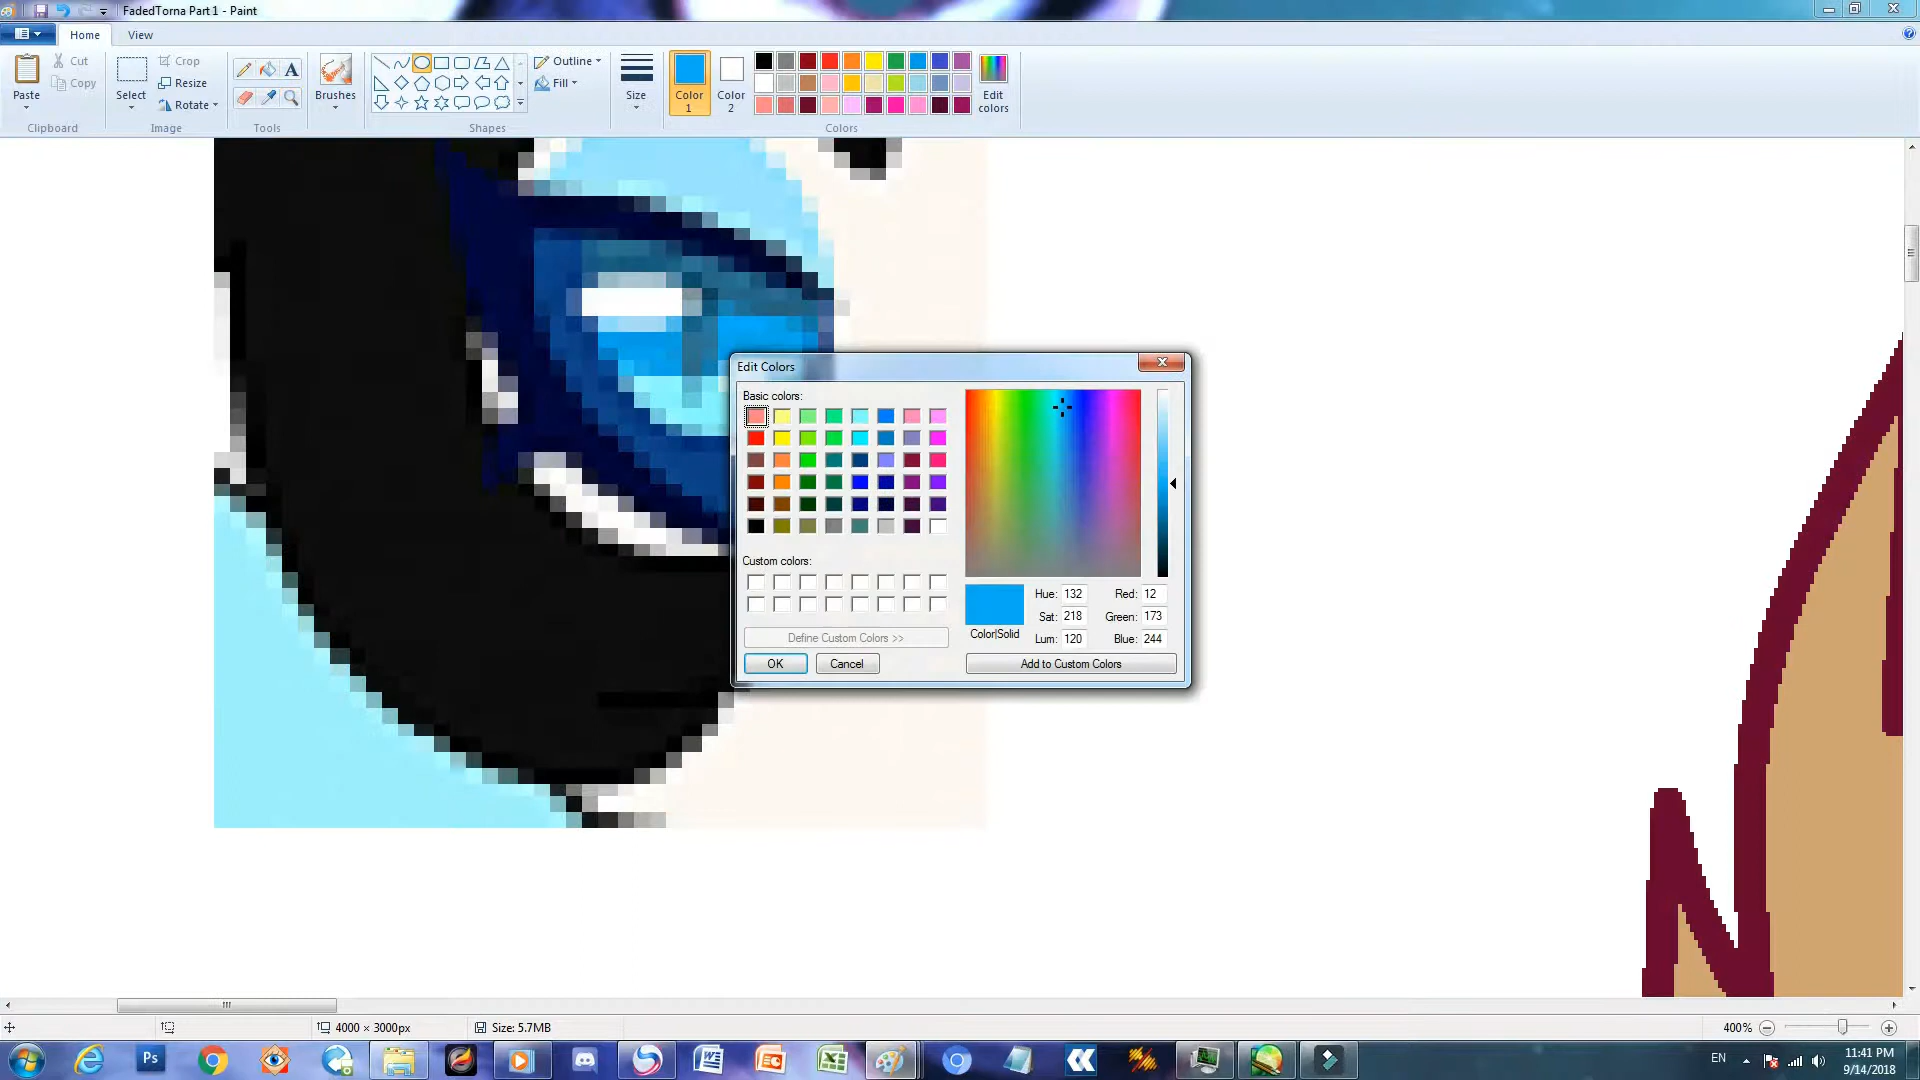 FadedTorna Part 1 - Paint
Home View
Paste Cut Copy
Clipboard
Select Crop Resize Rotate
Image
A
Tools
Brushes
Shapes
Outline Fill
Size
Color 1
Color 2
Edit colors
Colors
Edit Colors
Basic colors:
Custom colors:
Define Custom Colors >>
OK Cancel
Color|Solid
Hue: 132 Red: 12
Sat: 218 Green: 173
Lum: 120 Blue: 244
Add to Custom Colors
4000 × 3000px Size: 5.7MB 400%
Ps
EN 11:41 PM
9/14/2018